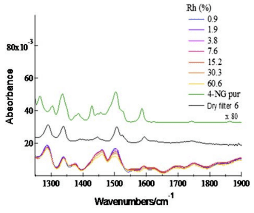 Rh (%)
0.9
1.9
3.8
7.6
15.2
30.3
60.6
4-NG pur
Dry filter 6
x 80
80x10-3
60
40
20
Absorbance
1300 1400 1500 1600 1700 1800 1900
Wavenumbers/cm-1